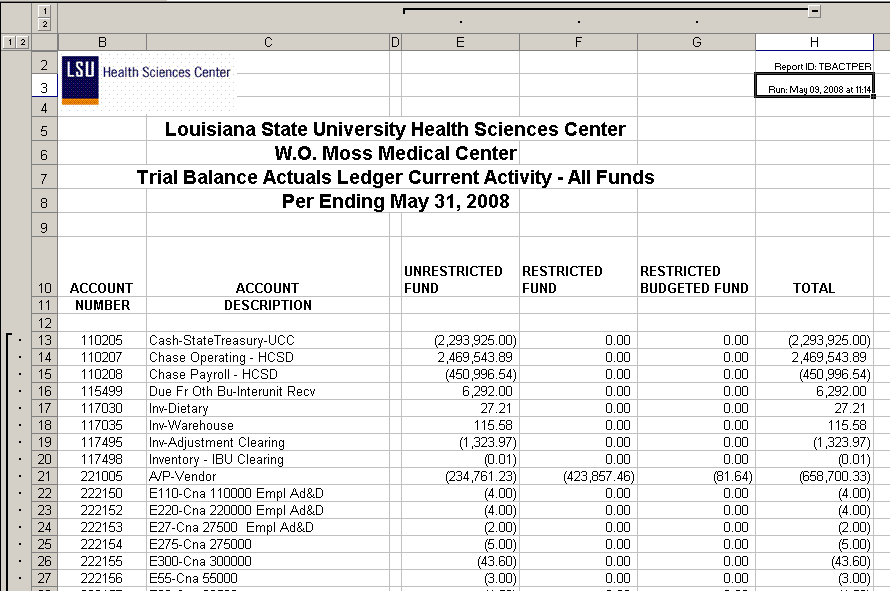 1
2
1 2 B C D E F G H
2 LSU Health Sciences Center Report ID: TBACTPER
3 Run: May 09, 2008 at 11:14
4
5 Louisiana State University Health Sciences Center
6 W.O. Moss Medical Center
7 Trial Balance Actuals Ledger Current Activity - All Funds
8 Per Ending May 31, 2008
9
UNRESTRICTED RESTRICTED RESTRICTED
10 ACCOUNT ACCOUNT FUND FUND BUDGETED FUND TOTAL
11 NUMBER DESCRIPTION
12
13 110205 Cash-StateTreasury-UCC (2,293,925.00) 0.00 0.00 (2,293,925.00)
14 110207 Chase Operating - HCSD 2,469,543.89 0.00 0.00 2,469,543.89
15 110208 Chase Payroll - HCSD (450,996.54) 0.00 0.00 (450,996.54)
16 115499 Due Fr Oth Bu-Interunit Recv 6,292.00 0.00 0.00 6,292.00
17 117030 Inv-Dietary 27.21 0.00 0.00 27.21
18 117035 Inv-Warehouse 115.58 0.00 0.00 115.58
19 117495 Inv-Adjustment Clearing (1,323.97) 0.00 0.00 (1,323.97)
20 117498 Inventory - IBU Clearing (0.01) 0.00 0.00 (0.01)
21 221005 A/P-Vendor (234,761.23) (423,857.46) (81.64) (658,700.33)
22 222150 E110-Cna 110000 Empl Ad&D (4.00) 0.00 0.00 (4.00)
23 222152 E220-Cna 220000 Empl Ad&D (4.00) 0.00 0.00 (4.00)
24 222153 E27-Cna 27500 Empl Ad&D (2.00) 0.00 0.00 (2.00)
25 222154 E275-Cna 275000 (5.00) 0.00 0.00 (5.00)
26 222155 E300-Cna 300000 (43.60) 0.00 0.00 (43.60)
27 222156 E55-Cna 55000 (3.00) 0.00 0.00 (3.00)